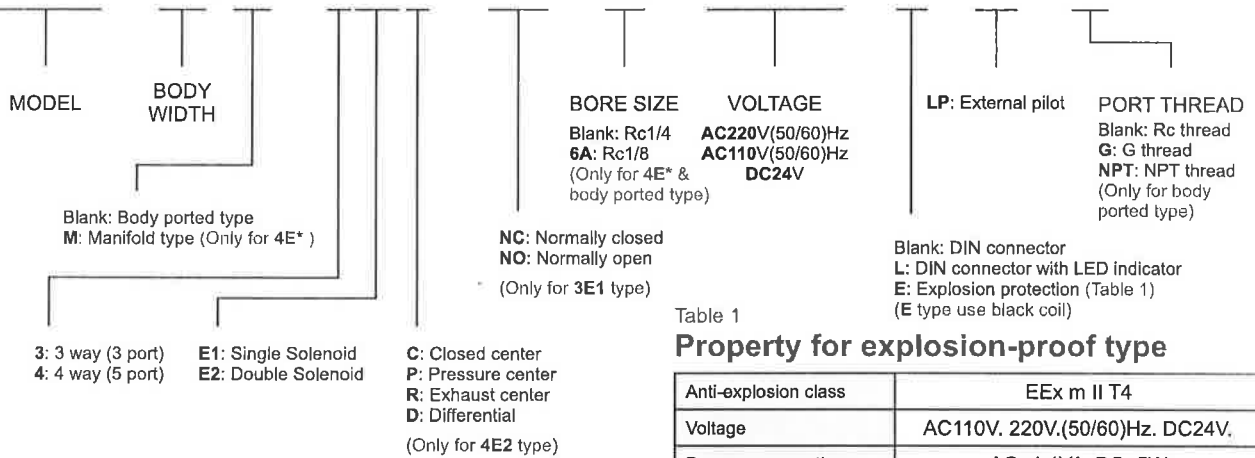 MODEL
BODY
WIDTH
Blank: Body ported type
M: Manifold type (Only for 4E* )
3: 3 way (3 port)
4: 4 way (5 port)
E1: Single Solenoid
E2: Double Solenoid
C: Closed center
P: Pressure center
R: Exhaust center
D: Differential
(Only for 4E2 type)
NC: Normally closed
NO: Normally open
(Only for 3E1 type)
BORE SIZE
Blank: Rc1/4
6A: Rc1/8
(Only for 4E* &
body ported type)
VOLTAGE
AC220V(50/60)Hz
AC110V(50/60)Hz
DC24V
Blank: DIN connector
L: DIN connector with LED indicator
E: Explosion protection (Table 1)
(E type use black coil)
LP: External pilot
PORT THREAD
Blank: Rc thread
G: G thread
NPT: NPT thread
(Only for body
ported type)
Table 1
Property for explosion-proof type
Anti-explosion class
EEx m II T4
Voltage
AC110V. 220V.(50/60)Hz. DC24V.